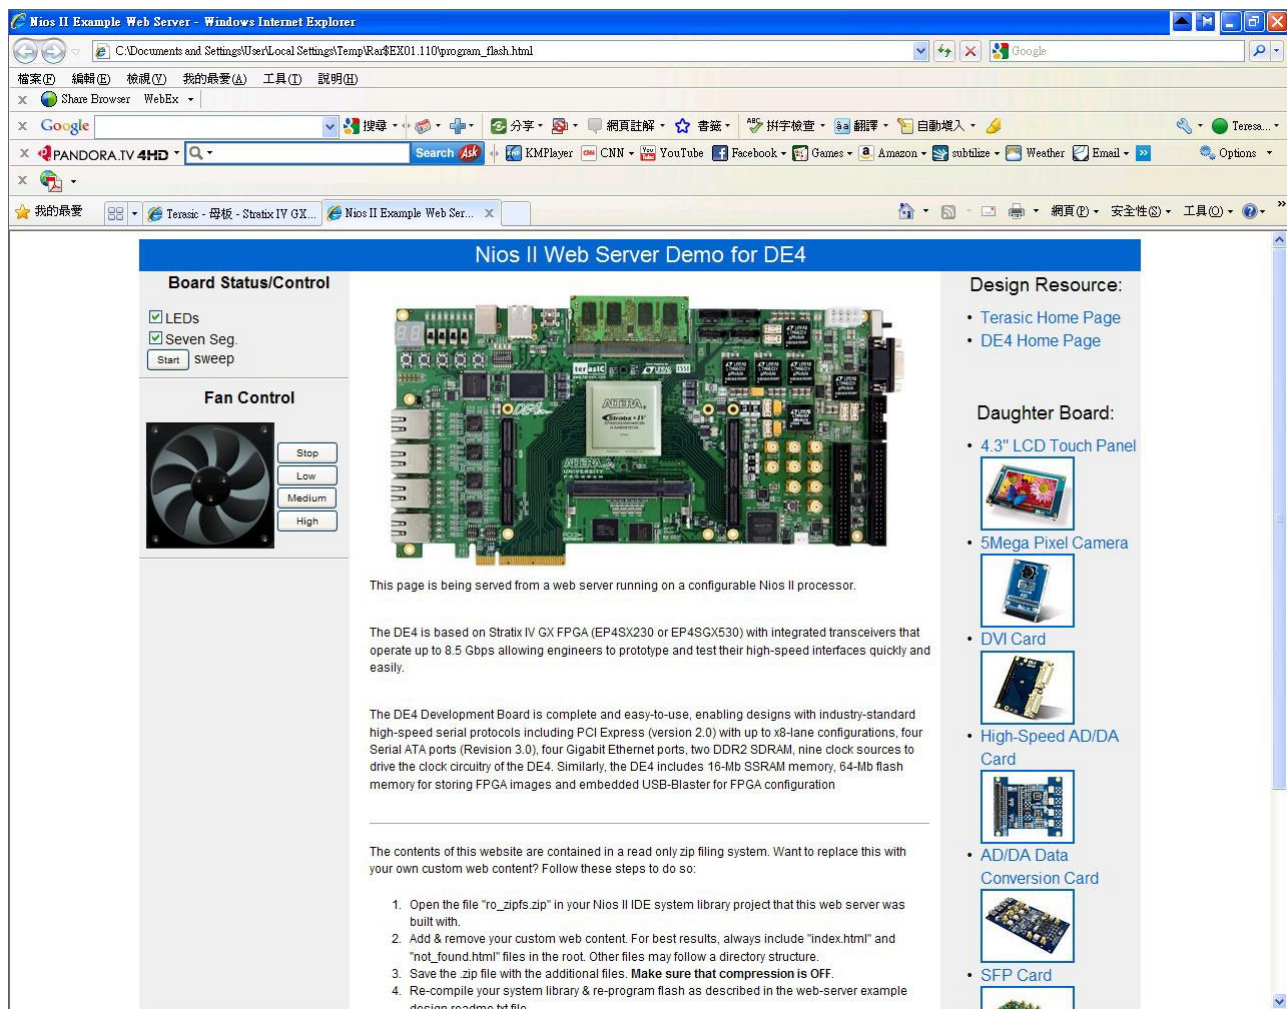 Nios II Example Web Server - Windows Internet Explorer
C:\Documents and Settings\User\Local Settings\Temp\Rar$EX01.110\program_flash.html
Google
檔案(F) 編輯(E) 檢視(V) 我的最愛(A) 工具(T) 說明(H)
x Share Browser WebEx
x Google 搜尋 分享 網頁註解 書籤 拼字檢查 翻譯 自動填入 Teresa...
x PANDORA.TV 4HD Search Ask KMPlayer CNN YouTube Facebook Games Amazon subtilize Weather Email Options
x
我的最愛 Terasic - 母板 - Stratix IV GX... Nios II Example Web Ser... X 網頁(P) 安全性(S) 工具(O)
Nios II Web Server Demo for DE4
Board Status/Control
LEDs
Seven Seg.
Start sweep
Fan Control
Stop
Low
Medium
High
terasic
ALTERA
Stratix IV
ALTERA
UNIVERSITY
PROGRAM
This page is being served from a web server running on a configurable Nios II processor.
The DE4 is based on Stratix IV GX FPGA (EP4SX230 or EP4SGX530) with integrated transceivers that
operate up to 8.5 Gbps allowing engineers to prototype and test their high-speed interfaces quickly and
easily.
The DE4 Development Board is complete and easy-to-use, enabling designs with industry-standard
high-speed serial protocols including PCI Express (version 2.0) with up to x8-lane configurations, four
Serial ATA ports (Revision 3.0), four Gigabit Ethernet ports, two DDR2 SDRAM, nine clock sources to
drive the clock circuitry of the DE4. Similarly, the DE4 includes 16-Mb SSRAM memory, 64-Mb flash
memory for storing FPGA images and embedded USB-Blaster for FPGA configuration
The contents of this website are contained in a read only zip filing system. Want to replace this with
your own custom web content? Follow these steps to do so:
1. Open the file "ro_zipfs.zip" in your Nios II IDE system library project that this web server was
built with.
2. Add & remove your custom web content. For best results, always include "index.html" and
"not_found.html" files in the root. Other files may follow a directory structure.
3. Save the .zip file with the additional files. Make sure that compression is OFF.
4. Re-compile your system library & re-program flash as described in the web-server example
design readme.txt file.
Design Resource:
• Terasic Home Page
• DE4 Home Page
Daughter Board:
• 4.3" LCD Touch Panel
• 5Mega Pixel Camera
• DVI Card
• High-Speed AD/DA
Card
• AD/DA Data
Conversion Card
• SFP Card